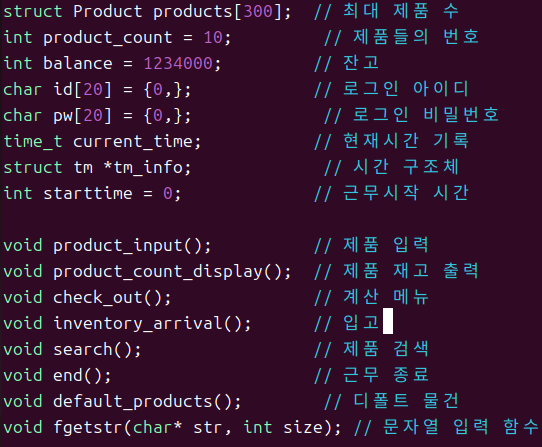 struct Product products[300];  // 최대 제품 수
int product_count = 10;         // 제품들의 번호
int balance = 1234000;         // 잔고
char id[20] = {0,};            // 로그인 아이디
char pw[20] = {0,};             // 로그인 비밀번호
time_t current_time;           // 현재시간 기록
struct tm *tm_info;             // 시간 구조체
int starttime = 0;             // 근무시작 시간
void product_input();          // 제품 입력
void product_count_display();  // 제품 재고 출력
void check_out();              // 계산 메뉴
void inventory_arrival();      // 입고
void search();                 // 제품 검색
void end();                    // 근무 종료
void default_products();        // 디폴트 물건
void fgetstr(char* str, int size); // 문자열 입력 함수